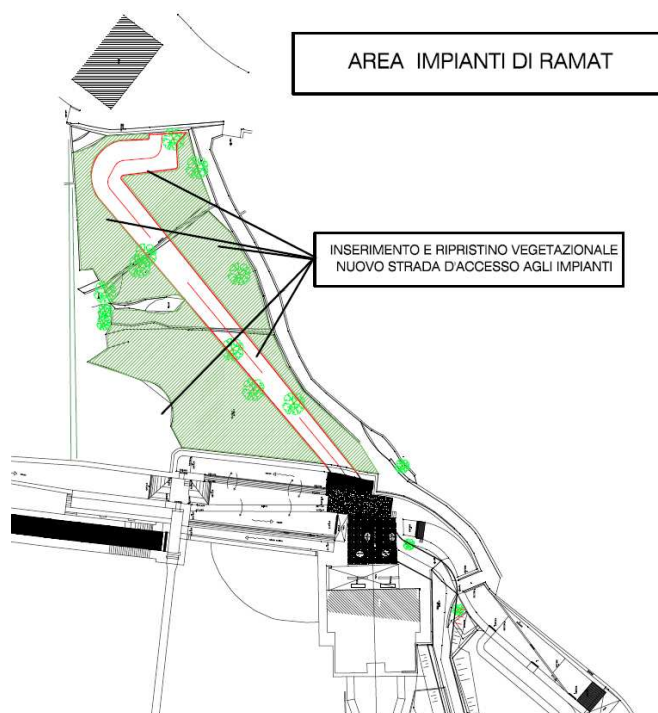 AREA IMPIANTI DI RAMAT
INSERIMENTO E RIPRISTINO VEGETAZIONALE
NUOVO STRADA D'ACCESSO AGLI IMPIANTI